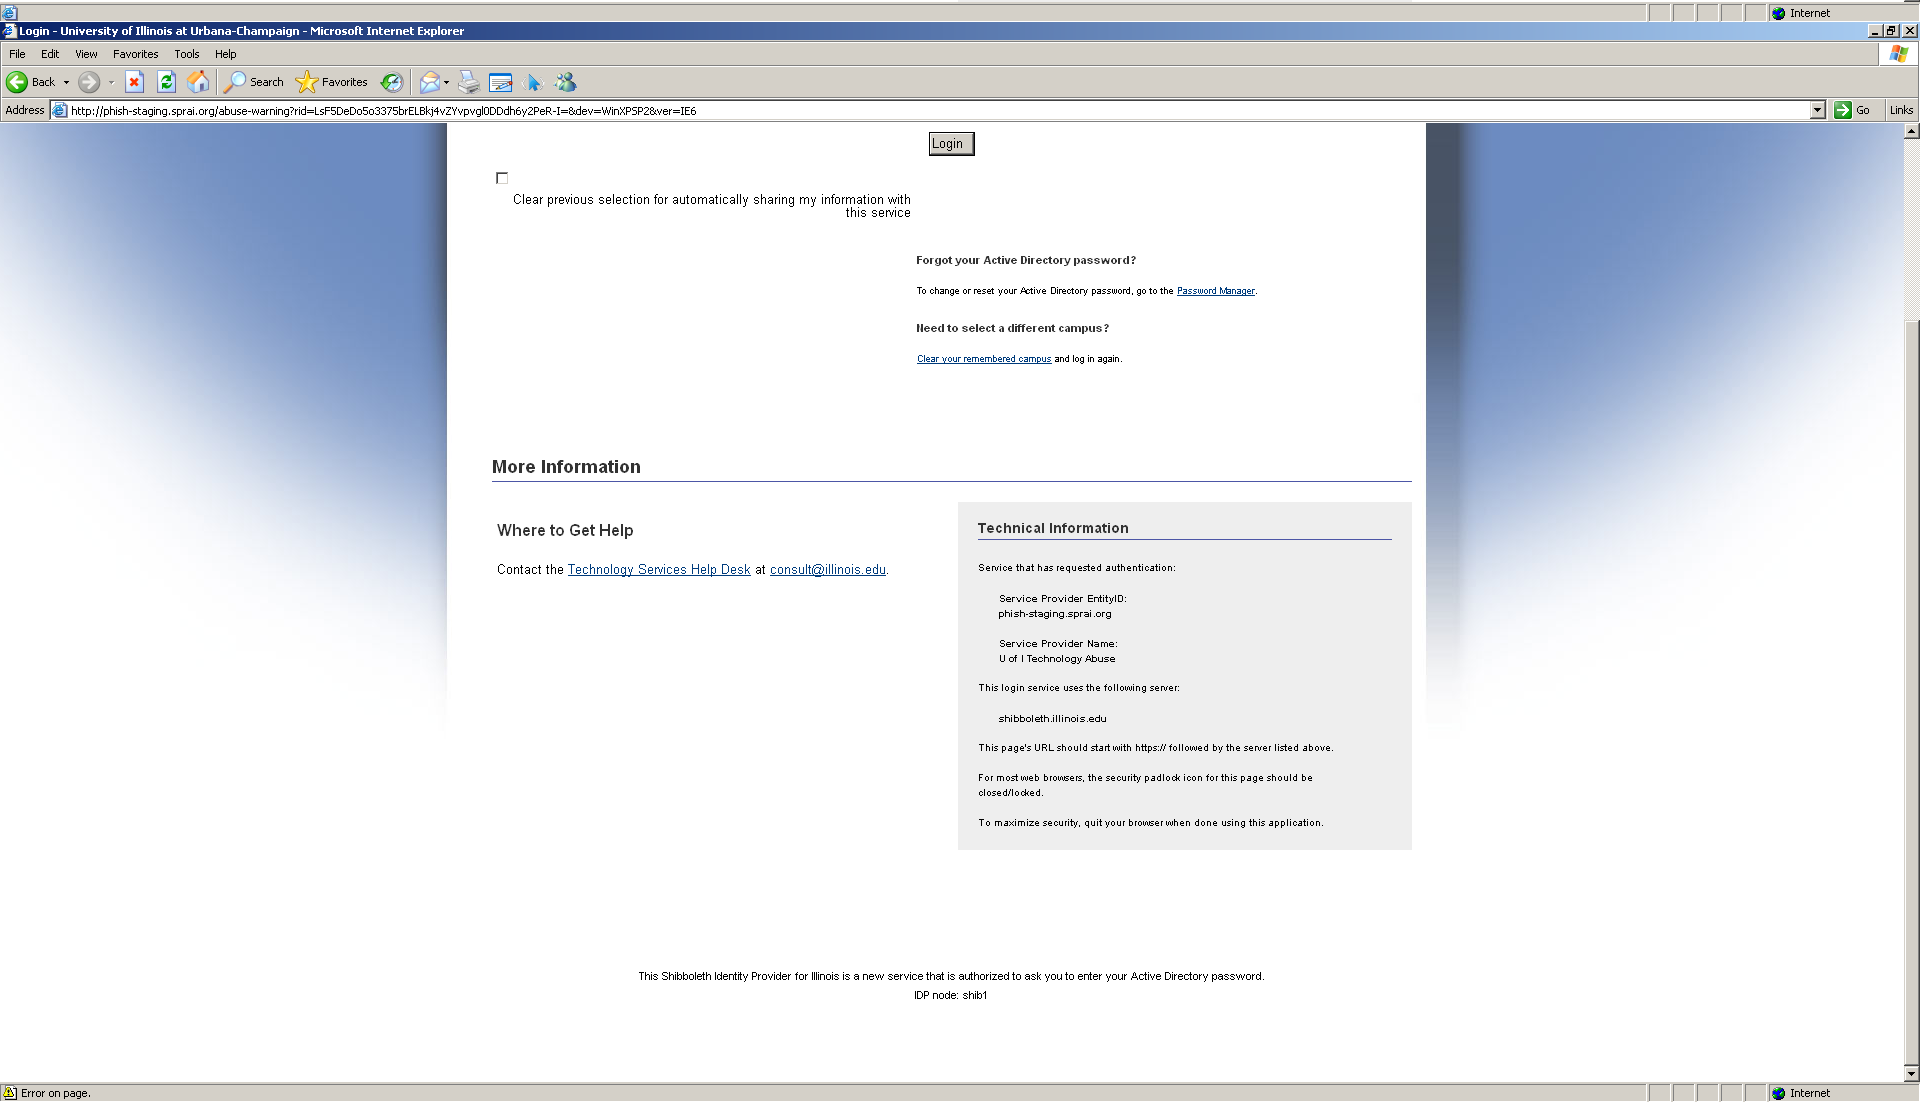 Internet
Login - University of Illinois at Urbana-Champaign - Microsoft Internet Explorer
File Edit View Favorites Tools Help
Back Search Favorites
Address http://phish-staging.sprai.org/abuse-warning?rid=LsF5DeDo5o3375brELBkj4vZYvpvgl0DDdh6y2PeR-I=&dev=WinXPSP2&ver=IE6 Go Links
Login
Clear previous selection for automatically sharing my information with
this service
Forgot your Active Directory password?
To change or reset your Active Directory password, go to the Password Manager.
Need to select a different campus?
Clear your remembered campus and log in again.
More Information
Where to Get Help
Contact the Technology Services Help Desk at consult@illinois.edu.
Technical Information
Service that has requested authentication:
Service Provider EntityID:
phish-staging.sprai.org
Service Provider Name:
U of I Technology Abuse
This login service uses the following server:
shibboleth.illinois.edu
This page's URL should start with https:// followed by the server listed above.
For most web browsers, the security padlock icon for this page should be
closed/locked.
To maximize security, quit your browser when done using this application.
This Shibboleth Identity Provider for Illinois is a new service that is authorized to ask you to enter your Active Directory password.
IDP node: shib1
Error on page. Internet